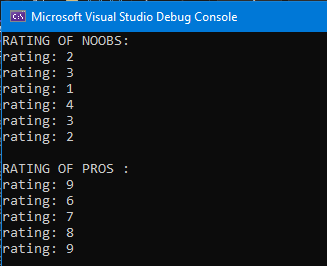 Microsoft Visual Studio Debug Console
RATING OF NOOBS:
rating: 2
rating: 3
rating: 1
rating: 4
rating: 3
rating: 2
RATING OF PROS :
rating: 9
rating: 6
rating: 7
rating: 8
rating: 9